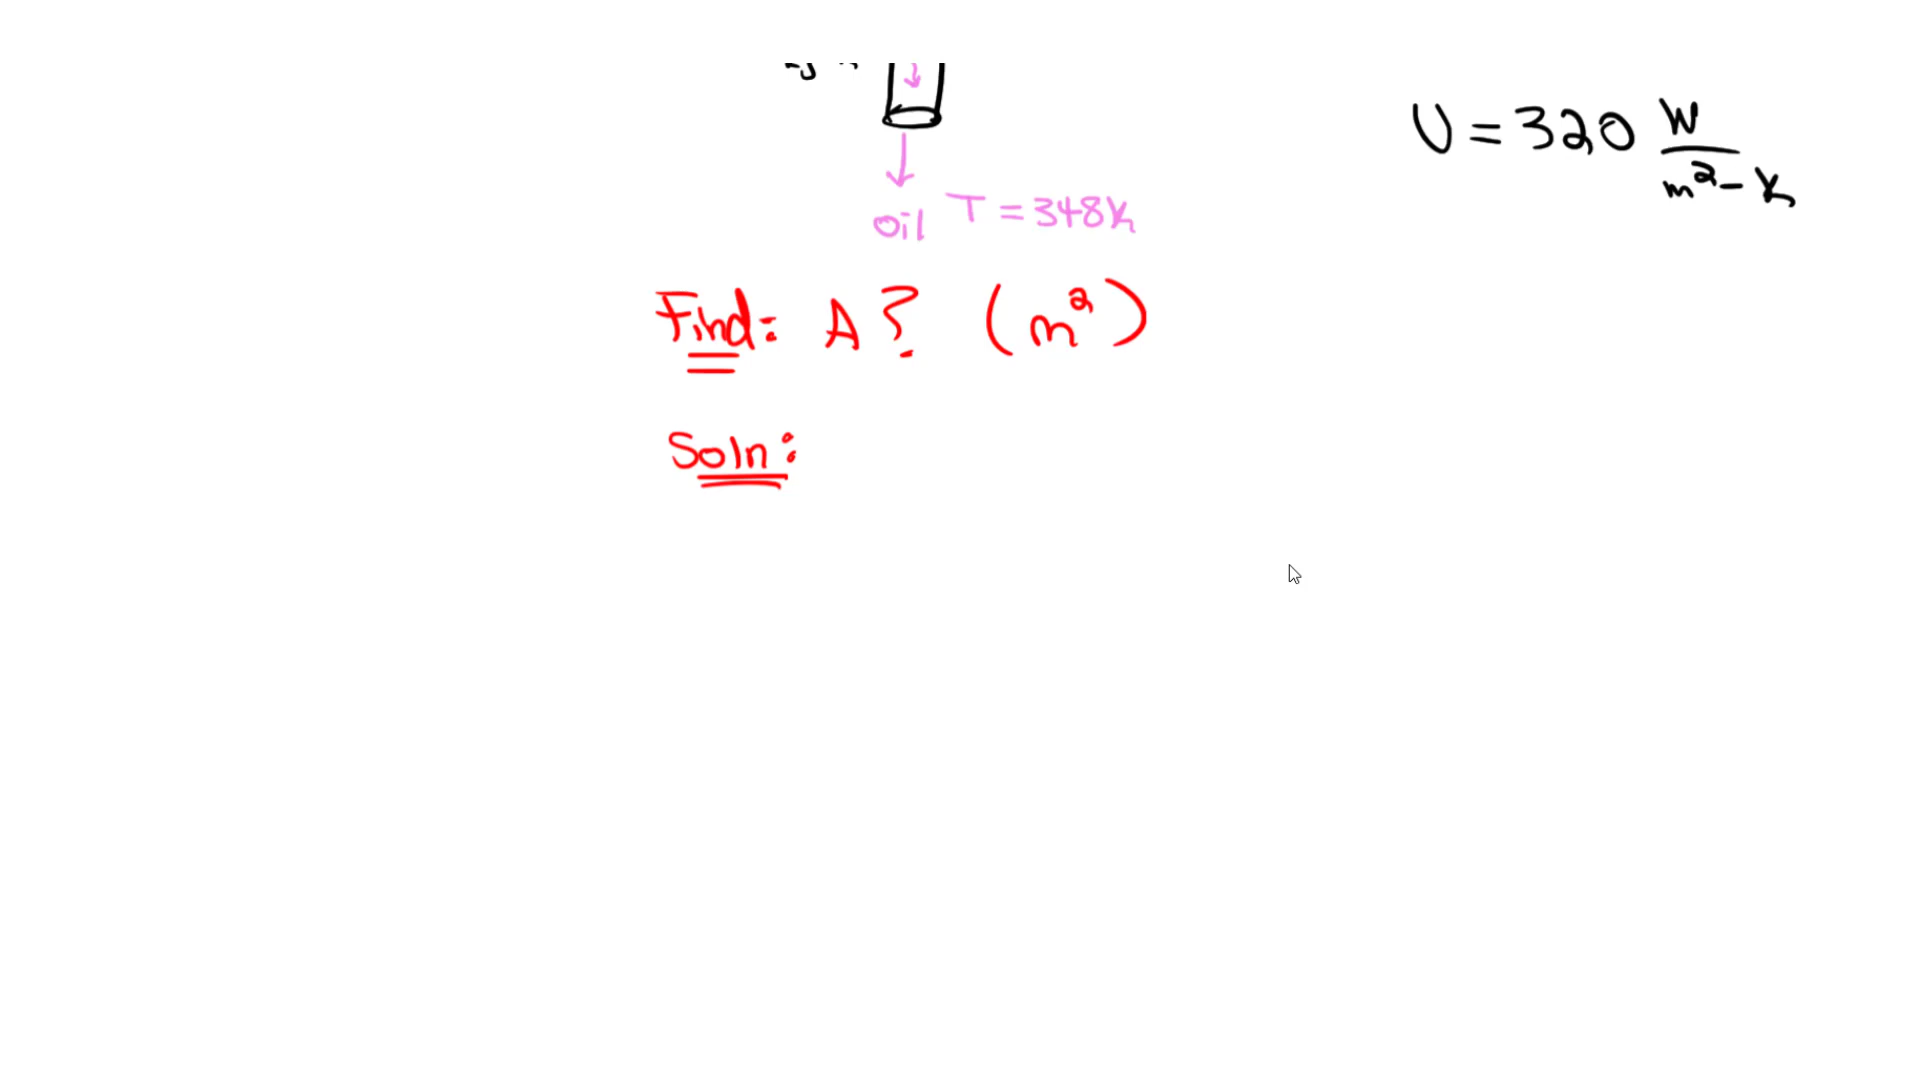 U = 320 W
m² - K
oil T = 348K
Find: A? (m²)
Soln: